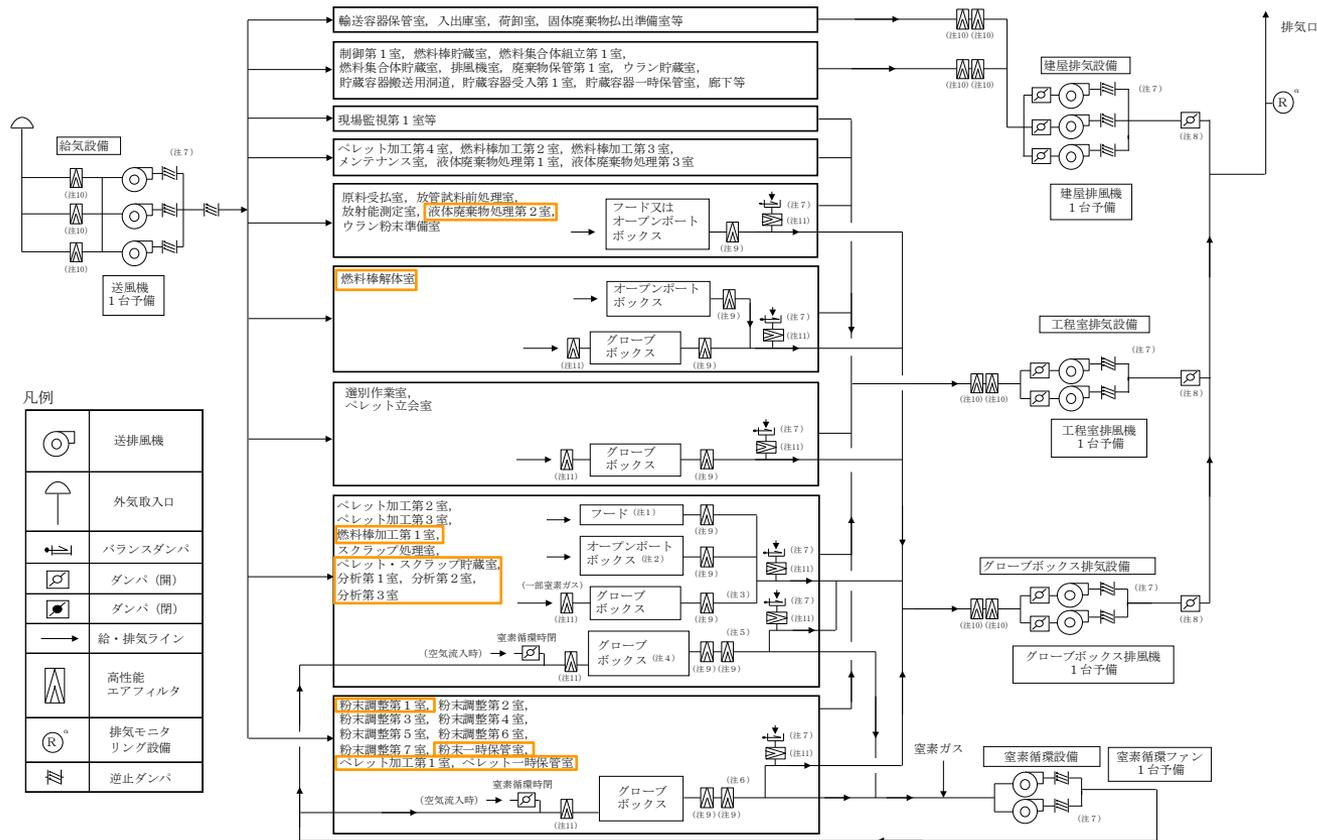 輸送容器保管室，入出庫室，荷卸室，固体廃棄物払出準備室等
(注10) (注10)
制御第１室，燃料棒貯蔵室，燃料集合体組立第１室，
燃料集合体貯蔵室，排風機室，廃棄物保管第１室，ウラン貯蔵室，
貯蔵容器搬送用洞道，貯蔵容器受入第１室，貯蔵容器一時保管室，廊下等
(注10) (注10)
現場監視第１室等
ペレット加工第４室，燃料棒加工第２室，燃料棒加工第３室，
メンテナンス室，液体廃棄物処理第１室，液体廃棄物処理第３室
排気口
R
α
建屋排気設備
(注７)
(注８)
建屋排風機
１台予備
給気設備
(注７)
(注10)
(注10)
(注10)
送風機
１台予備
原料受払室，放管試料前処理室，
放射能測定室，液体廃棄物処理第２室，
ウラン粉末準備室
フード又は
オープンポート
ボックス
(注９)
(注７)
(注11)
燃料棒解体室
オープンポート
ボックス
(注９)
(注７)
(注11)
(注11)
グローブ
ボックス
(注９)
工程室排気設備
(注７)
(注10) (注10)
(注８)
工程室排風機
１台予備
選別作業室，
ペレット立会室
(注７)
(注11)
(注11)
グローブ
ボックス
(注９)
ペレット加工第２室，
ペレット加工第３室，
燃料棒加工第１室，
スクラップ処理室，
ペレット・スクラップ貯蔵室，
分析第１室，分析第２室，
分析第３室
フード (注１)
(注９)
オープンポート
ボックス (注２)
(注９)
(注７)
(注11)
(一部窒素ガス)
(注11)
グローブ
ボックス
(注９)
(注３)
(注７)
(注11)
窒素循環時閉
(空気流入時)
(注11)
グローブ
ボックス (注４)
(注９) (注９)
(注５)
グローブボックス排気設備
(注７)
(注10) (注10)
(注８)
グローブボックス排風機
１台予備
粉末調整第１室，粉末調整第２室，
粉末調整第３室，粉末調整第４室，
粉末調整第５室，粉末調整第６室，
粉末調整第７室，粉末一時保管室，
ペレット加工第１室，ペレット一時保管室
(注７)
(注11)
窒素循環時閉
(空気流入時)
(注11)
グローブ
ボックス
(注９) (注９)
(注６)
窒素ガス
窒素循環設備
(注７)
窒素循環ファン
１台予備
凡例
送排風機
外気取入口
バランスダンパ
ダンパ（開）
ダンパ（閉）
給・排気ライン
高性能
エアフィルタ
R
α
排気モニタ
リング設備
逆止ダンパ